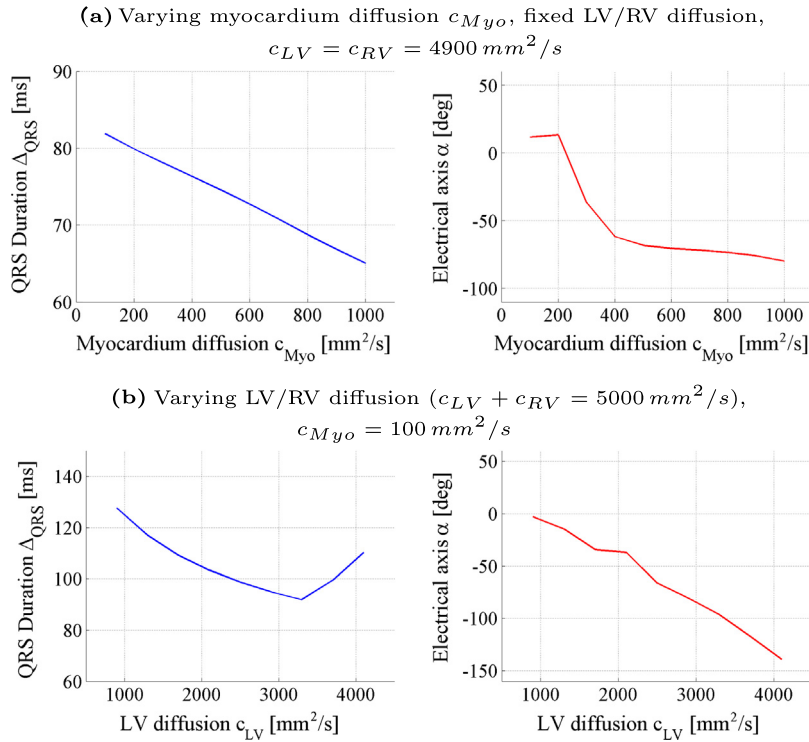 (a) Varying myocardium diffusion c_Myo, fixed LV/RV diffusion,
c_LV = c_RV = 4900 mm²/s
90
80
70
60
QRS Duration Δ_QRS [ms]
0 200 400 600 800 1000
Myocardium diffusion c_Myo [mm²/s]
50
0
-50
-100
Electrical axis α [deg]
0 200 400 600 800 1000
Myocardium diffusion c_Myo [mm²/s]
(b) Varying LV/RV diffusion (c_LV + c_RV = 5000 mm²/s),
c_Myo = 100 mm²/s
140
120
100
80
60
QRS Duration Δ_QRS [ms]
1000 2000 3000 4000
LV diffusion c_LV [mm²/s]
50
0
-50
-100
-150
Electrical axis α [deg]
1000 2000 3000 4000
LV diffusion c_LV [mm²/s]